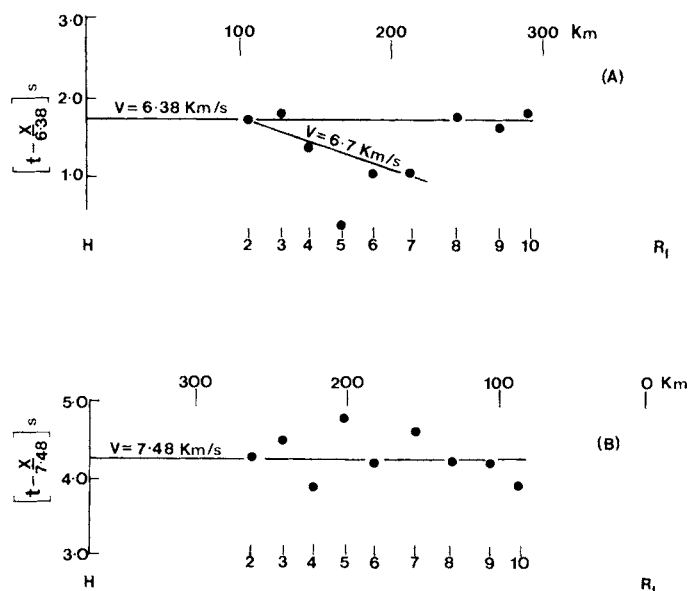 3·0
100 200 300 Km
(A)
2·0
V = 6·38 Km/s
V = 6·7 Km/s
[t - X/6·38] s
1·0
2 3 4 5 6 7 8 9 10
H R₁
300 200 100 0 Km
5·0
V = 7·48 Km/s
(B)
[t - X/7·48] s
4·0
3·0
2 3 4 5 6 7 8 9 10
H R₁